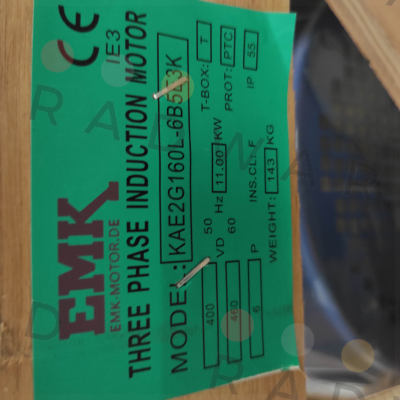 CE
IE3
EMK
EMK-MOTOR.DE
THREE PHASE INDUCTION MOTOR
MODEL: KAE2G160L-6B5L3K
400 VD 50 Hz 11.00 KW T-BOX: T
460 60 PROT: PTC
6 P INS.CL: F IP 55
WEIGHT: 143 KG